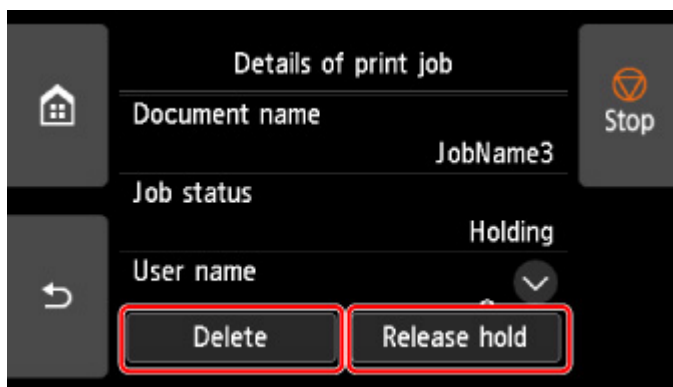 Details of print job
Stop
Document name
JobName3
Job status
Holding
User name
Delete
Release hold